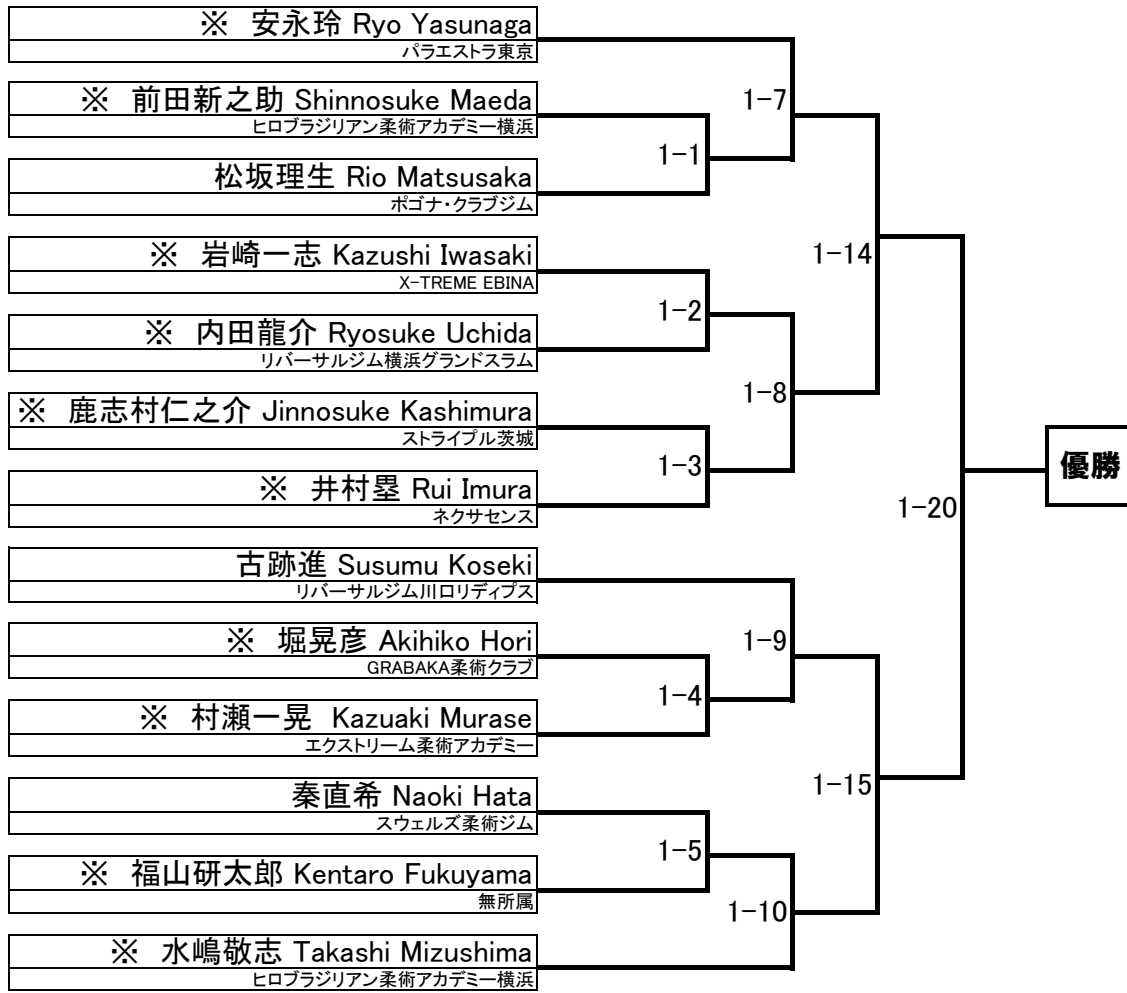 ※ 安永玲 Ryo Yasunaga
パラエストラ東京
※ 前田新之助 Shinnosuke Maeda
ヒロブラジリアン柔術アカデミー横浜
松坂理生 Rio Matsusaka
ポゴナ・クラブジム
※ 岩崎一志 Kazushi Iwasaki
X-TREME EBINA
※ 内田龍介 Ryosuke Uchida
リバーサルジム横浜グランドスラム
※ 鹿志村仁之介 Jinnosuke Kashimura
ストライプル茨城
※ 井村塁 Rui Imura
ネクサセンス
古跡進 Susumu Koseki
リバーサルジム川口リディプス
※ 堀晃彦 Akihiko Hori
GRABAKA柔術クラブ
※ 村瀬一晃 Kazuaki Murase
エクストリーム柔術アカデミー
秦直希 Naoki Hata
スウェルズ柔術ジム
※ 福山研太郎 Kentaro Fukuyama
無所属
※ 水嶋敬志 Takashi Mizushima
ヒロブラジリアン柔術アカデミー横浜
1-1
1-2
1-3
1-4
1-5
1-7
1-8
1-9
1-10
1-14
1-15
1-20
優勝